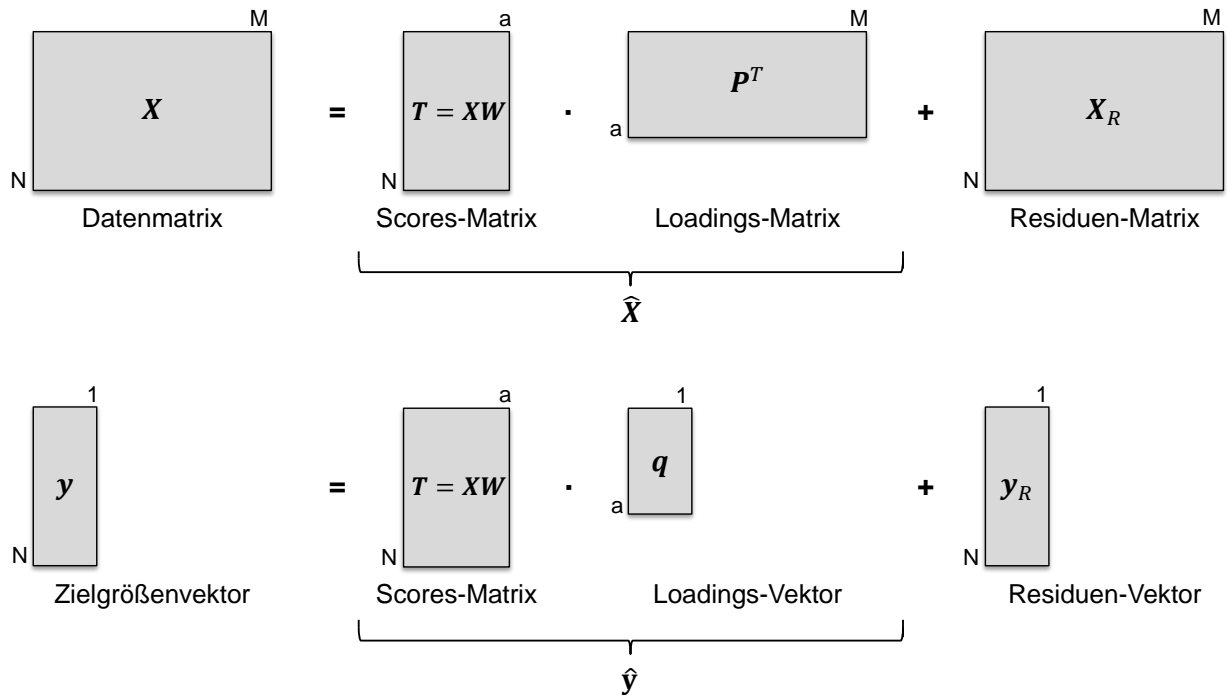 M a M M
X = T = XW · P^T + X_R
a
N N N
Datenmatrix Scores-Matrix Loadings-Matrix Residuen-Matrix
X̂
1 a 1 1
y = T = XW · q + y_R
a
N N N
Zielgrößenvektor Scores-Matrix Loadings-Vektor Residuen-Vektor
ŷ